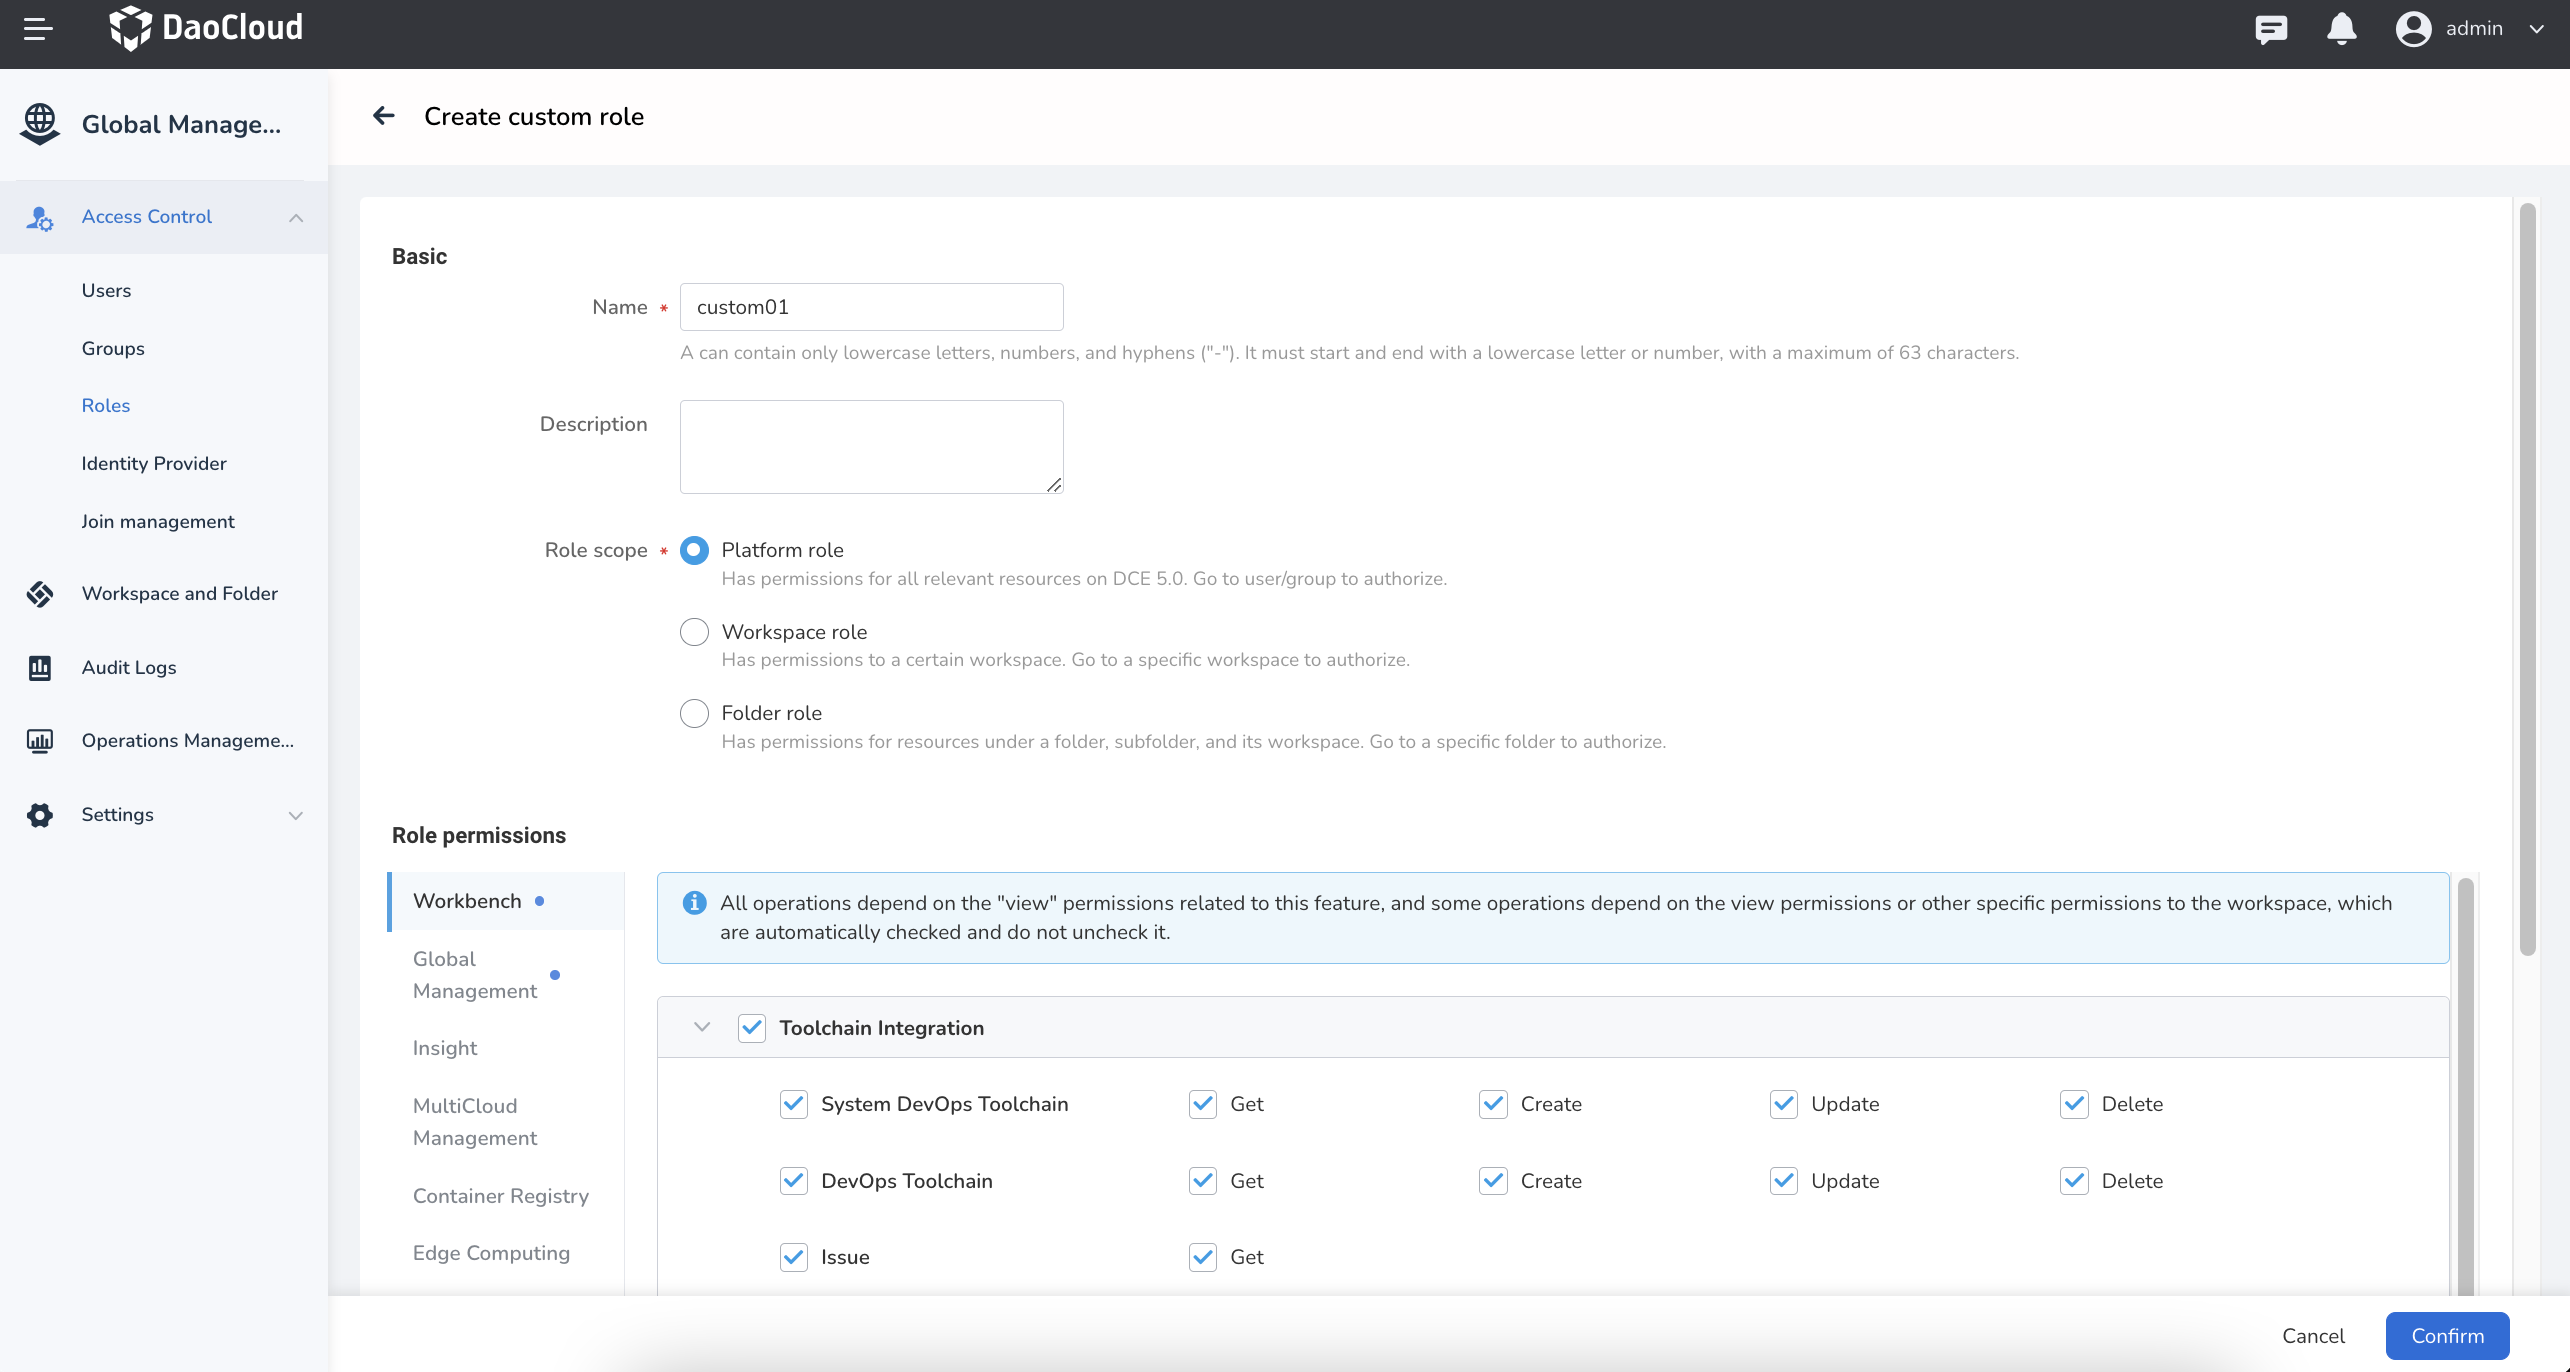 DaoCloud
admin
Global Manage...
Create custom role
Access Control
Users
Groups
Roles
Identity Provider
Join management
Workspace and Folder
Audit Logs
Operations Manageme...
Settings
Basic
Name *
custom01
A can contain only lowercase letters, numbers, and hyphens ("-"). It must start and end with a lowercase letter or number, with a maximum of 63 characters.
Description
Role scope *
Platform role
Has permissions for all relevant resources on DCE 5.0. Go to user/group to authorize.
Workspace role
Has permissions to a certain workspace. Go to a specific workspace to authorize.
Folder role
Has permissions for resources under a folder, subfolder, and its workspace. Go to a specific folder to authorize.
Role permissions
Workbench
Global
Management
Insight
MultiCloud
Management
Container Registry
Edge Computing
All operations depend on the "view" permissions related to this feature, and some operations depend on the view permissions or other specific permissions to the workspace, which
are automatically checked and do not uncheck it.
Toolchain Integration
System DevOps Toolchain Get Create Update Delete
DevOps Toolchain Get Create Update Delete
Issue Get
Cancel Confirm